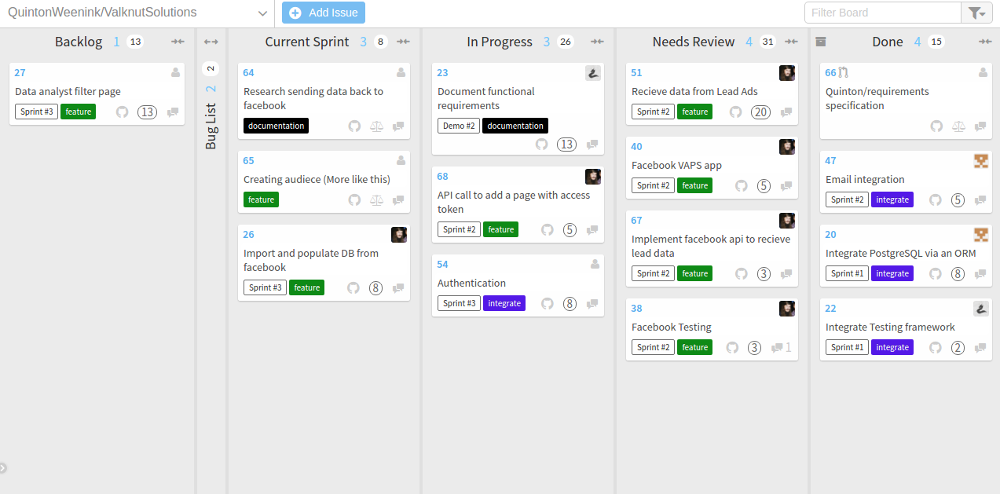 QuintonWeenink/ValknutSolutions
Add Issue
Filter Board
Backlog 1 13
27
Data analyst filter page
Sprint #3 feature 13
Bug List 2 2
Current Sprint 3 8
64
Research sending data back to
facebook
documentation
65
Creating audiece (More like this)
feature
26
Import and populate DB from
facebook
Sprint #3 feature 8
In Progress 3 26
23
Document functional
requirements
Demo #2 documentation
13
68
API call to add a page with access
token
Sprint #2 feature 5
54
Authentication
Sprint #3 integrate 8
Needs Review 4 31
51
Recieve data from Lead Ads
Sprint #2 feature 20
40
Facebook VAPS app
Sprint #2 feature 5
67
Implement facebook api to recieve
lead data
Sprint #2 feature 3
38
Facebook Testing
Sprint #2 feature 3 1
Done 4 15
66
Quinton/requirements
specification
47
Email integration
Sprint #2 integrate 5
20
Integrate PostgreSQL via an ORM
Sprint #1 integrate 8
22
Integrate Testing framework
Sprint #1 integrate 2